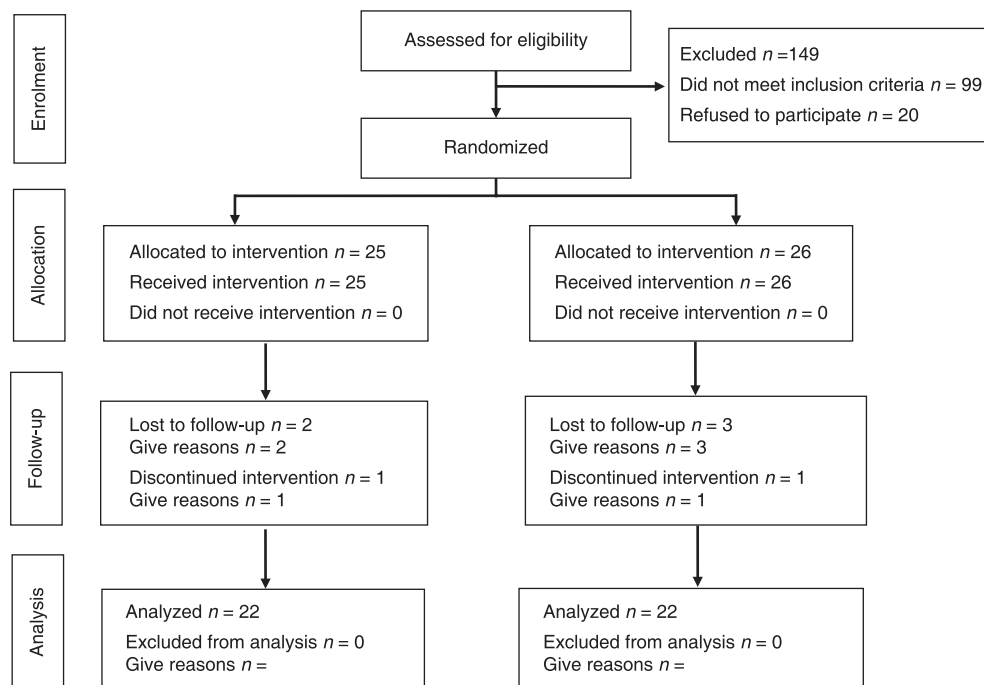 Enrolment
Assessed for eligibility
Excluded n =149
Did not meet inclusion criteria n = 99
Refused to participate n = 20
Randomized
Allocation
Allocated to intervention n = 25
Received intervention n = 25
Did not receive intervention n = 0
Allocated to intervention n = 26
Received intervention n = 26
Did not receive intervention n = 0
Follow-up
Lost to follow-up n = 2
Give reasons n = 2
Discontinued intervention n = 1
Give reasons n = 1
Lost to follow-up n = 3
Give reasons n = 3
Discontinued intervention n = 1
Give reasons n = 1
Analysis
Analyzed n = 22
Excluded from analysis n = 0
Give reasons n =
Analyzed n = 22
Excluded from analysis n = 0
Give reasons n =